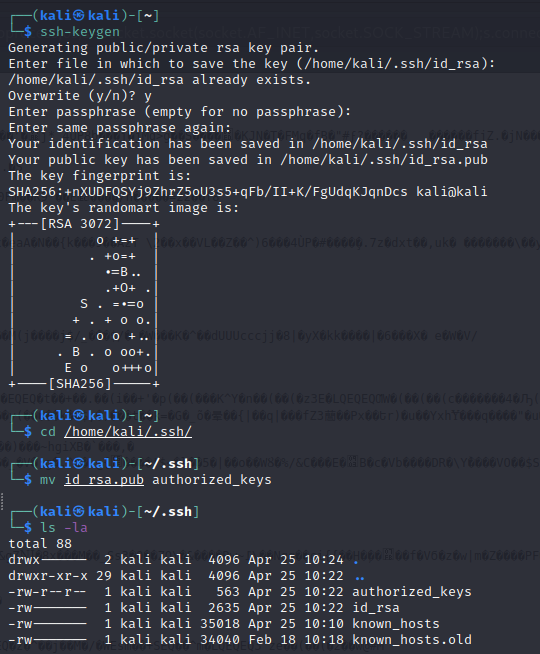 ┌──(kali㉿kali)-[~]
└─$ ssh-keygen
Generating public/private rsa key pair.
Enter file in which to save the key (/home/kali/.ssh/id_rsa):
/home/kali/.ssh/id_rsa already exists.
Overwrite (y/n)? y
Enter passphrase (empty for no passphrase):
Enter same passphrase again:
Your identification has been saved in /home/kali/.ssh/id_rsa
Your public key has been saved in /home/kali/.ssh/id_rsa.pub
The key fingerprint is:
SHA256:+nXUDFQSYj9ZhrZ5oU3s5+qFb/II+K/FgUdqKJqnDcs kali@kali
The key's randomart image is:
+---[RSA 3072]----+
|          o +=+  |
|         . +o=+  |
|           .=B.. |
|           .+O+ .|
|        S . =.=o |
|       + . + o o.|
|      = . o o +..|
|     . B . o oo+.|
|      E o   o+++o|
+----[SHA256]-----+
┌──(kali㉿kali)-[~]
└─$ cd /home/kali/.ssh/
┌──(kali㉿kali)-[~/.ssh]
└─$ mv id_rsa.pub authorized_keys
┌──(kali㉿kali)-[~/.ssh]
└─$ ls -la
total 88
drwx------  2 kali kali  4096 Apr 25 10:24 .
drwxr-xr-x 29 kali kali  4096 Apr 25 10:22 ..
-rw-r--r--  1 kali kali   563 Apr 25 10:22 authorized_keys
-rw-------  1 kali kali  2635 Apr 25 10:22 id_rsa
-rw-------  1 kali kali 35018 Apr 25 10:10 known_hosts
-rw-------  1 kali kali 34040 Feb 18 10:18 known_hosts.old